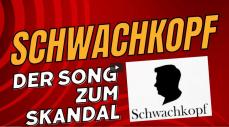 SCHWACHKOPF
DER SONG
ZUM
SKANDAL
Schwachkopf